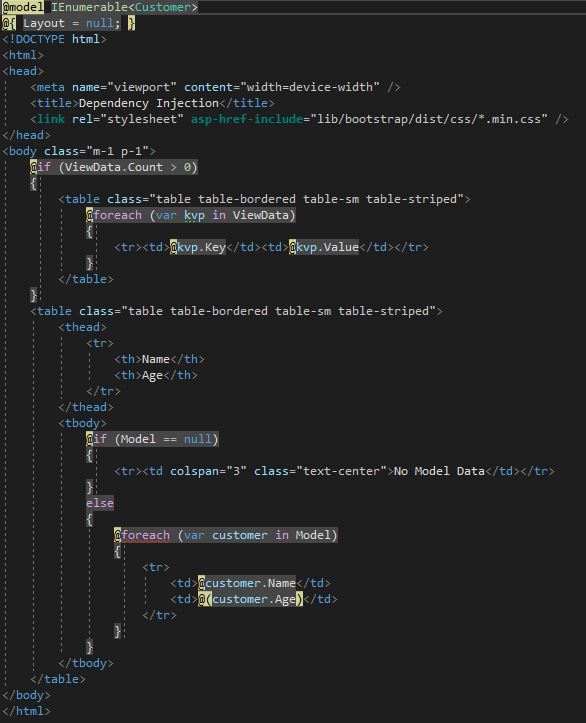 @model IEnumerable<Customer>
@{ Layout = null; }
<!DOCTYPE html>
<html>
<head>
    <meta name="viewport" content="width=device-width" />
    <title>Dependency Injection</title>
    <link rel="stylesheet" asp-href-include="lib/bootstrap/dist/css/*.min.css" />
</head>
<body class="m-1 p-1">
    @if (ViewData.Count > 0)
    {
        <table class="table table-bordered table-sm table-striped">
            @foreach (var kvp in ViewData)
            {
                <tr><td>@kvp.Key</td><td>@kvp.Value</td></tr>
            }
        </table>
    }
    <table class="table table-bordered table-sm table-striped">
        <thead>
            <tr>
                <th>Name</th>
                <th>Age</th>
            </tr>
        </thead>
        <tbody>
            @if (Model == null)
            {
                <tr><td colspan="3" class="text-center">No Model Data</td></tr>
            }
            else
            {
                @foreach (var customer in Model)
                {
                    <tr>
                        <td>@customer.Name</td>
                        <td>@(customer.Age)</td>
                    </tr>
                }
            }
        </tbody>
    </table>
</body>
</html>